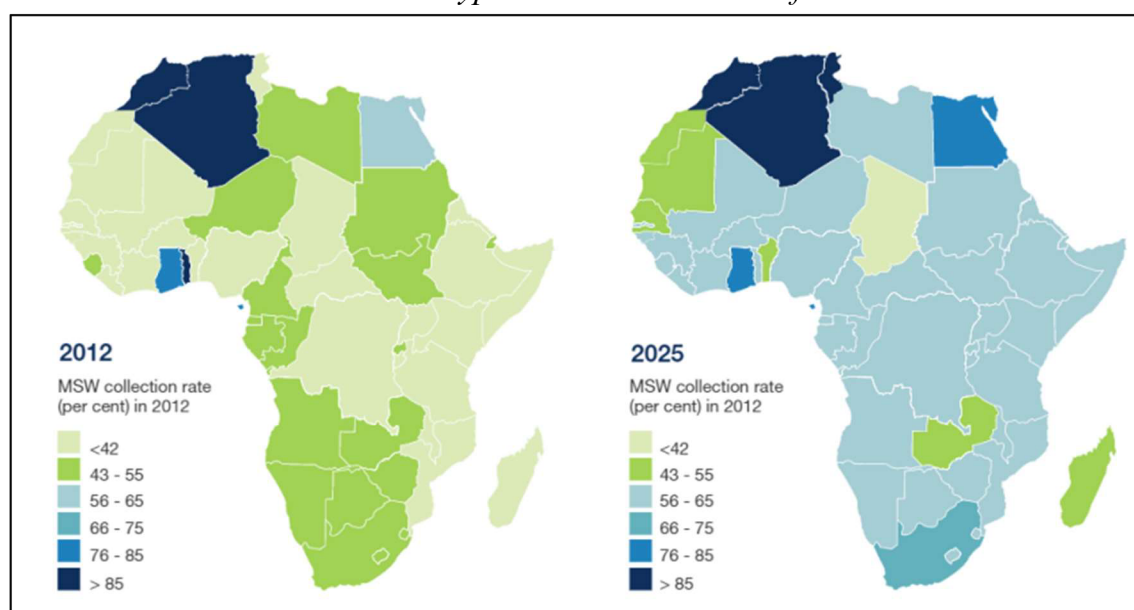 2012
MSW collection rate
(per cent) in 2012
<42
43 - 55
56 - 65
66 - 75
76 - 85
> 85
2025
MSW collection rate
(per cent) in 2012
<42
43 - 55
56 - 65
66 - 75
76 - 85
> 85